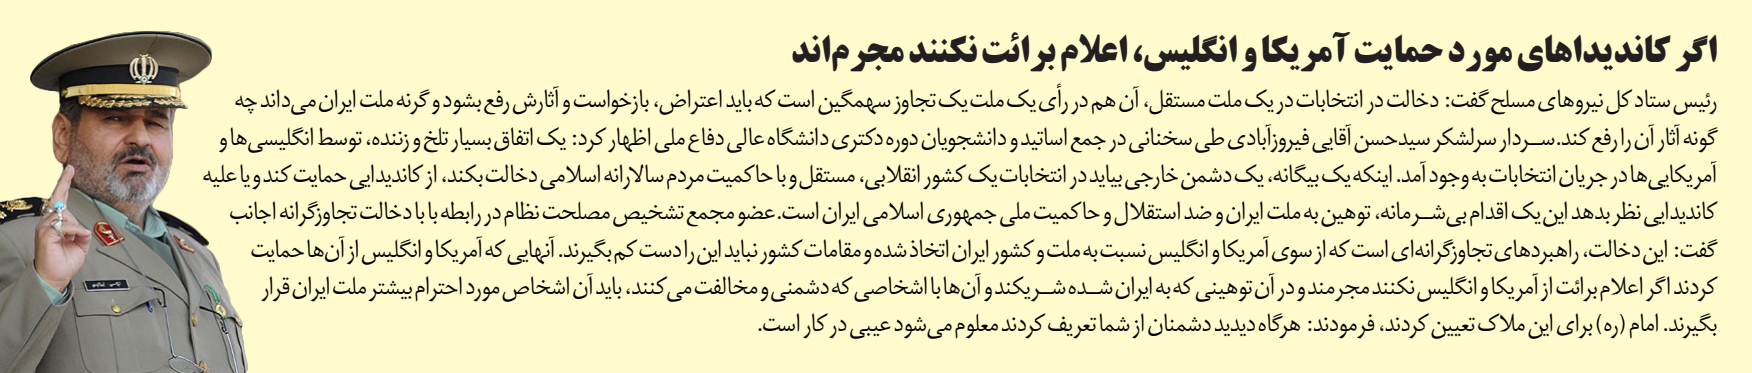 اگر کاندیداهای مورد حمایت آمریکا و انگلیس، اعلام برائت نکنند مجرم‌اند
رئیس ستاد کل نیروهای مسلح گفت: دخالت در انتخابات در یک ملت مستقل، آن هم در رأی یک ملت یک تجاوز سهمگین است که باید اعتراض، بازخواست و آثارش رفع بشود و گرنه ملت ایران می‌داند چه
گونه آثار آن را رفع کند.سـردار سرلشکر سیدحسن آقایی فیروزآبادی طی سخنانی در جمع اساتید و دانشجویان دوره دکتری دانشگاه عالی دفاع ملی اظهار کرد: یک اتفاق بسیار تلخ و زننده، توسط انگلیسی‌ها و
آمریکایی‌ها در جریان انتخابات به وجود آمد. اینکه یک بیگانه، یک دشمن خارجی بیاید در انتخابات یک کشور انقلابی، مستقل و با حاکمیت مردم سالارانه اسلامی دخالت بکند، از کاندیدایی حمایت کند و یا علیه
کاندیدایی نظر بدهد این یک اقدام بی‌شـرمانه، توهین به ملت ایران و ضد استقلال و حاکمیت ملی جمهوری اسلامی ایران است.عضو مجمع تشخیص مصلحت نظام در رابطه با با دخالت تجاوزگرانه اجانب
گفت: این دخالت، راهبردهای تجاوزگرانه‌ای است که از سوی آمریکا و انگلیس نسبت به ملت و کشور ایران اتخاذ شده و مقامات کشور نباید این را دست کم بگیرند. آنهایی که آمریکا و انگلیس از آن‌ها حمایت
کردند اگر اعلام برائت از آمریکا و انگلیس نکنند مجرمند و در آن توهینی که به ایران شـده شـریکند و آن‌ها با اشخاصی که دشمنی و مخالفت می‌کنند، باید آن اشخاص مورد احترام بیشتر ملت ایران قرار
بگیرند. امام (ره) برای این ملاک تعیین کردند، فرمودند: هرگاه دیدید دشمنان از شما تعریف کردند معلوم می‌شود عیبی در کار است.